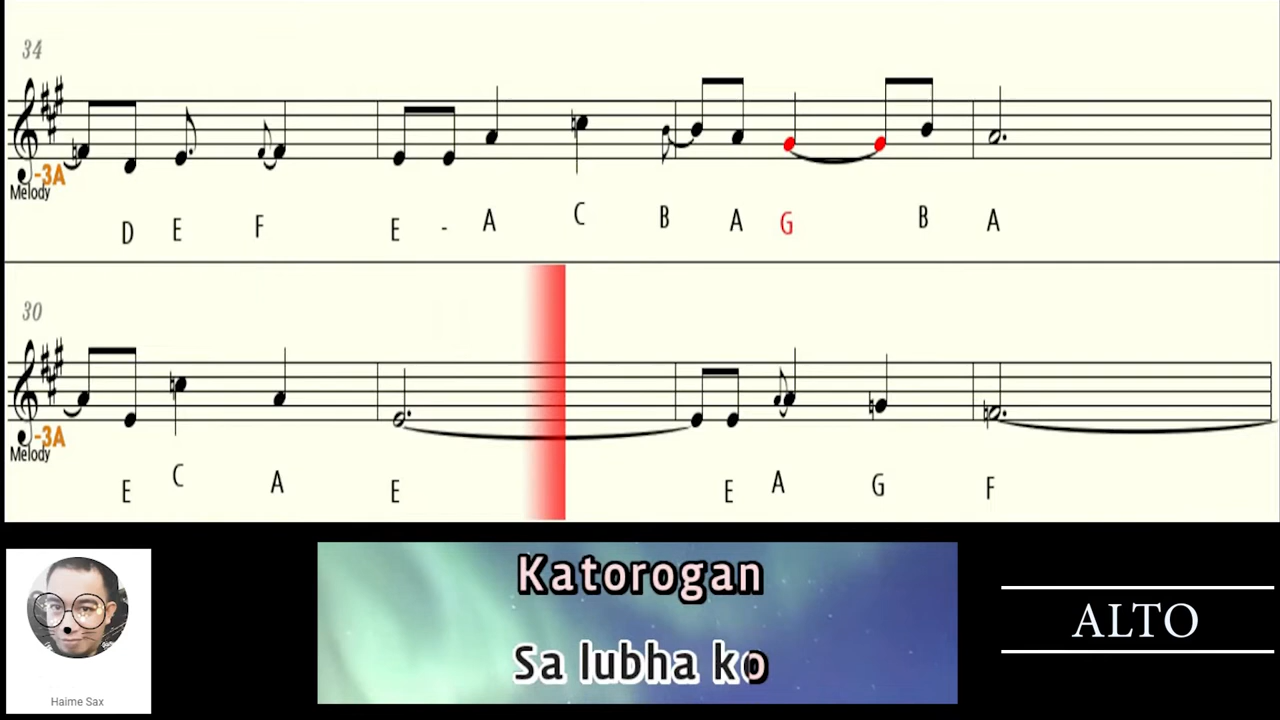 34
-3A
Melody
D E F E - A C B A G B A
30
-3A
Melody
E C A E E A G F
Katorogan
Sa lubha ko
ALTO
Haime Sax